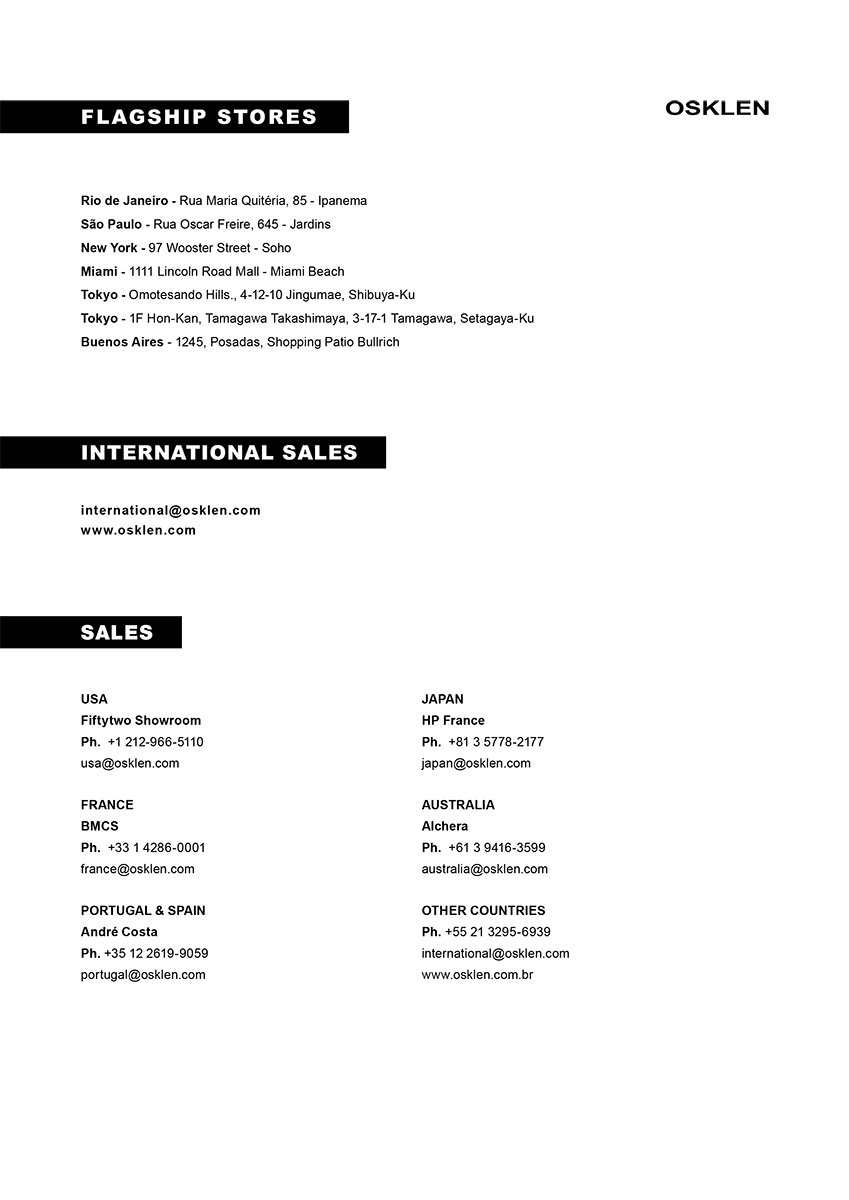 FLAGSHIP STORES
OSKLEN
Rio de Janeiro - Rua Maria Quitéria, 85 - Ipanema
São Paulo - Rua Oscar Freire, 645 - Jardins
New York - 97 Wooster Street - Soho
Miami - 1111 Lincoln Road Mall - Miami Beach
Tokyo - Omotesando Hills., 4-12-10 Jingumae, Shibuya-Ku
Tokyo - 1F Hon-Kan, Tamagawa Takashimaya, 3-17-1 Tamagawa, Setagaya-Ku
Buenos Aires - 1245, Posadas, Shopping Patio Bullrich
INTERNATIONAL SALES
international@osklen.com
www.osklen.com
SALES
USA
Fiftytwo Showroom
Ph. +1 212-966-5110
usa@osklen.com
FRANCE
BMCS
Ph. +33 1 4286-0001
france@osklen.com
PORTUGAL & SPAIN
André Costa
Ph. +35 12 2619-9059
portugal@osklen.com
JAPAN
HP France
Ph. +81 3 5778-2177
japan@osklen.com
AUSTRALIA
Alchera
Ph. +61 3 9416-3599
australia@osklen.com
OTHER COUNTRIES
Ph. +55 21 3295-6939
international@osklen.com
www.osklen.com.br